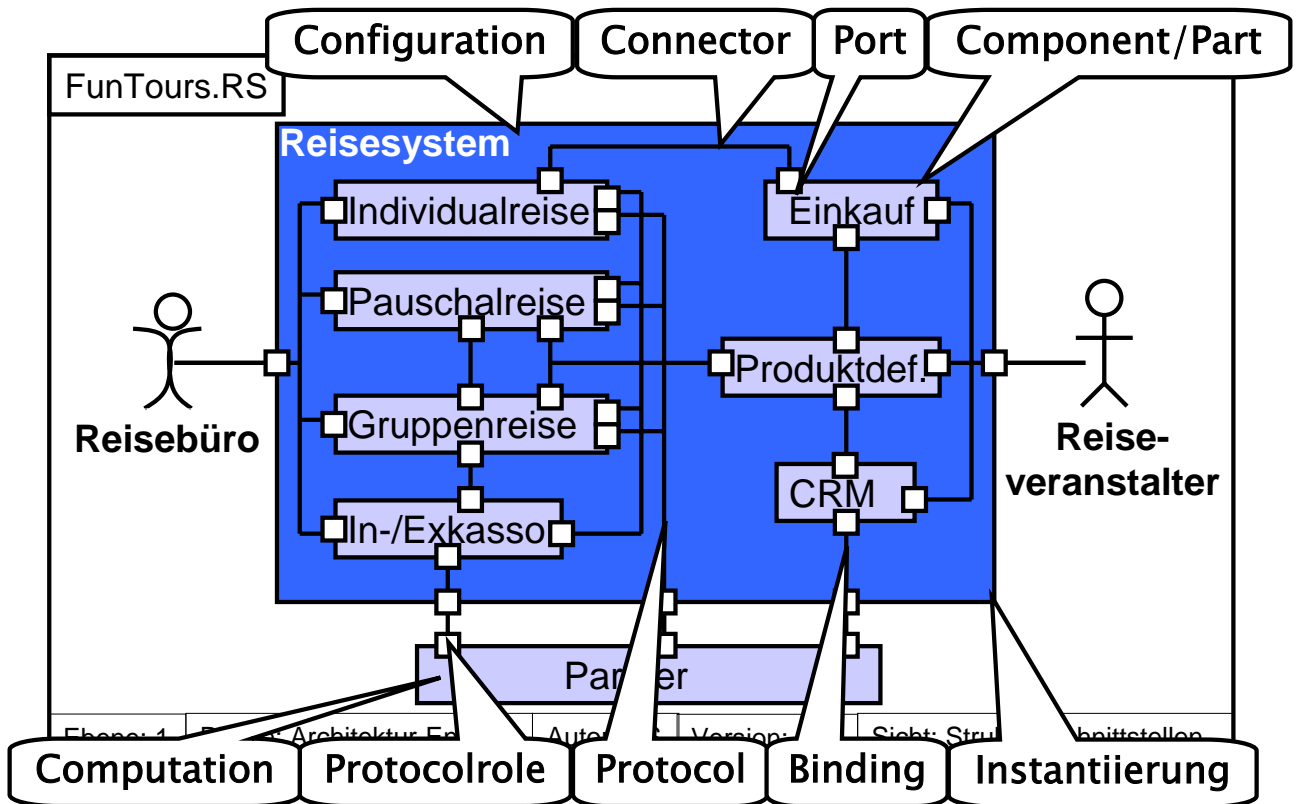 Configuration
Connector
Port
Component/Part
FunTours.RS
Reisesystem
Individualreise
Einkauf
Pauschalreise
Produktdef.
Gruppenreise
CRM
In-/Exkasso
Reisebüro
Reise-
veranstalter
Ebene: 1
Architektur
Version:
Sicht:
Computation
Protocolrole
Protocol
Binding
Instantiierung